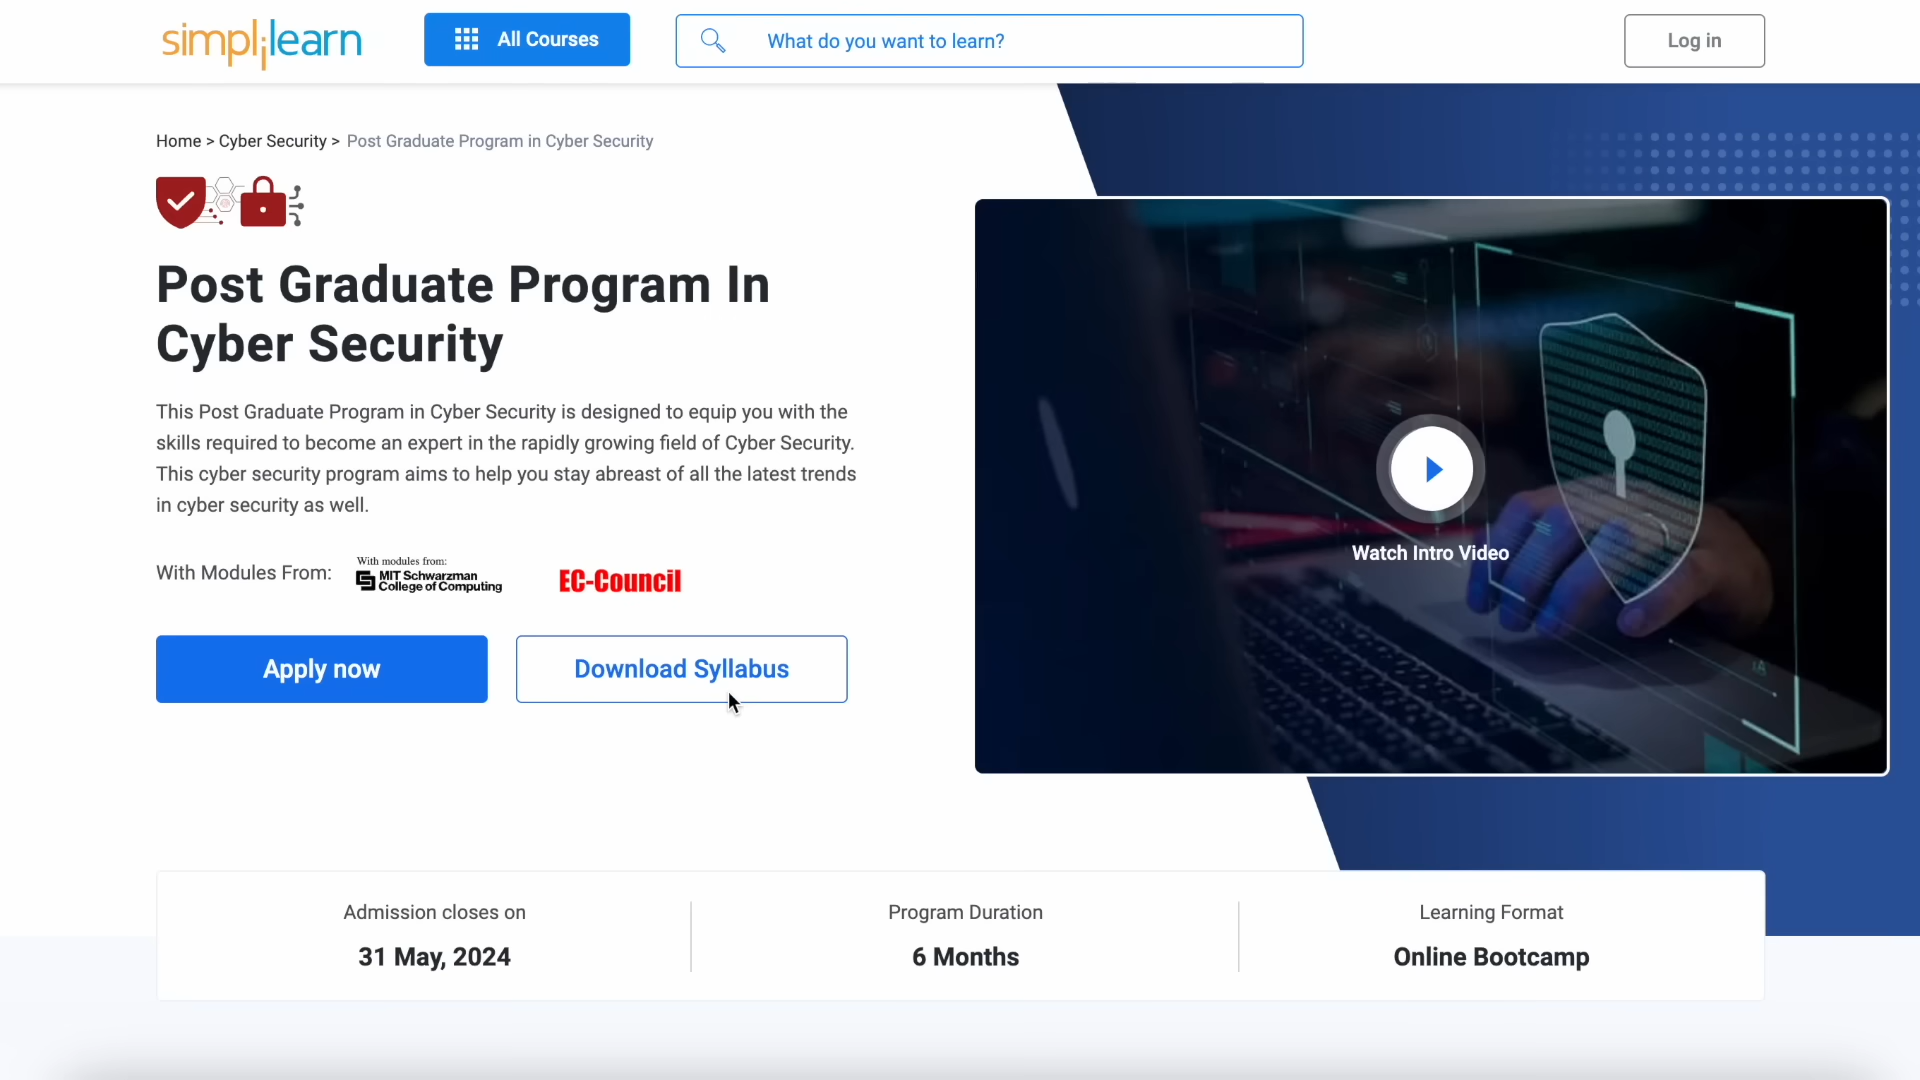 simplilearn
All Courses
What do you want to learn?
Log in
Home > Cyber Security > Post Graduate Program in Cyber Security
Post Graduate Program In
Cyber Security
This Post Graduate Program in Cyber Security is designed to equip you with the
skills required to become an expert in the rapidly growing field of Cyber Security.
This cyber security program aims to help you stay abreast of all the latest trends
in cyber security as well.
With Modules From:
With modules from:
MIT Schwarzman
College of Computing
EC-Council
Watch Intro Video
Apply now
Download Syllabus
Admission closes on
31 May, 2024
Program Duration
6 Months
Learning Format
Online Bootcamp